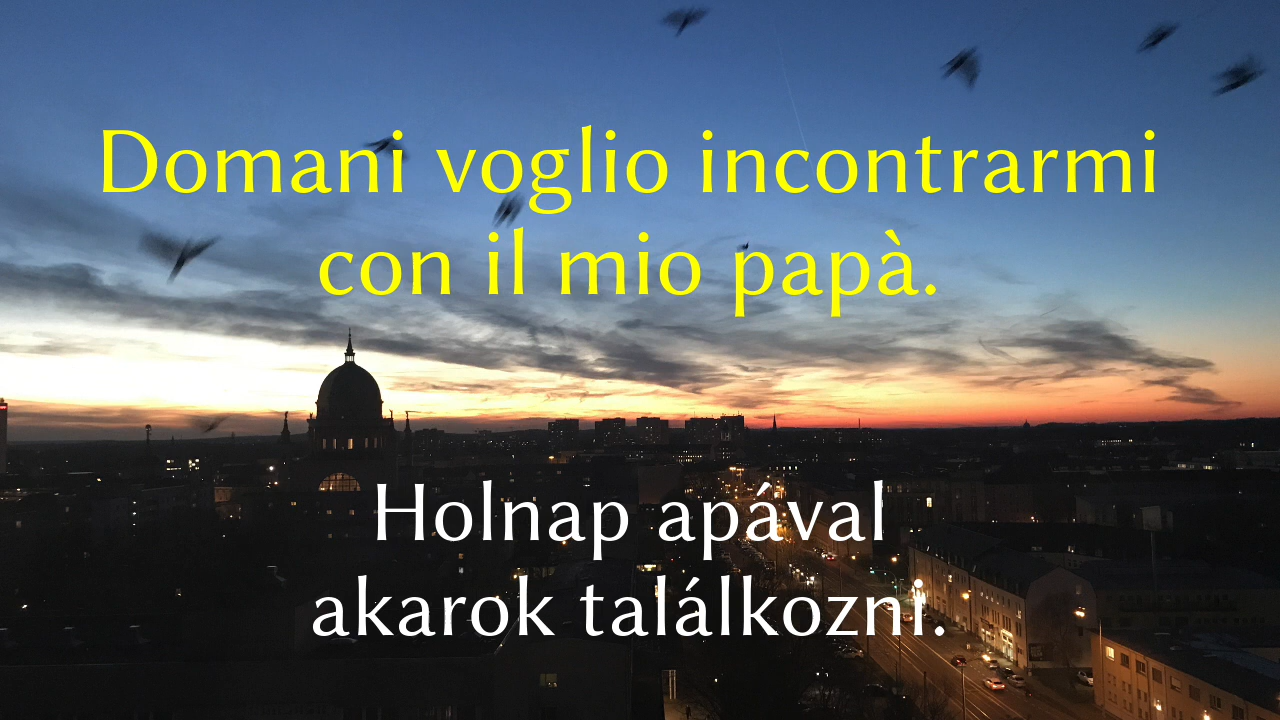 Domani voglio incontrarmi
con il mio papà.
Holnap apával
akarok találkozni.